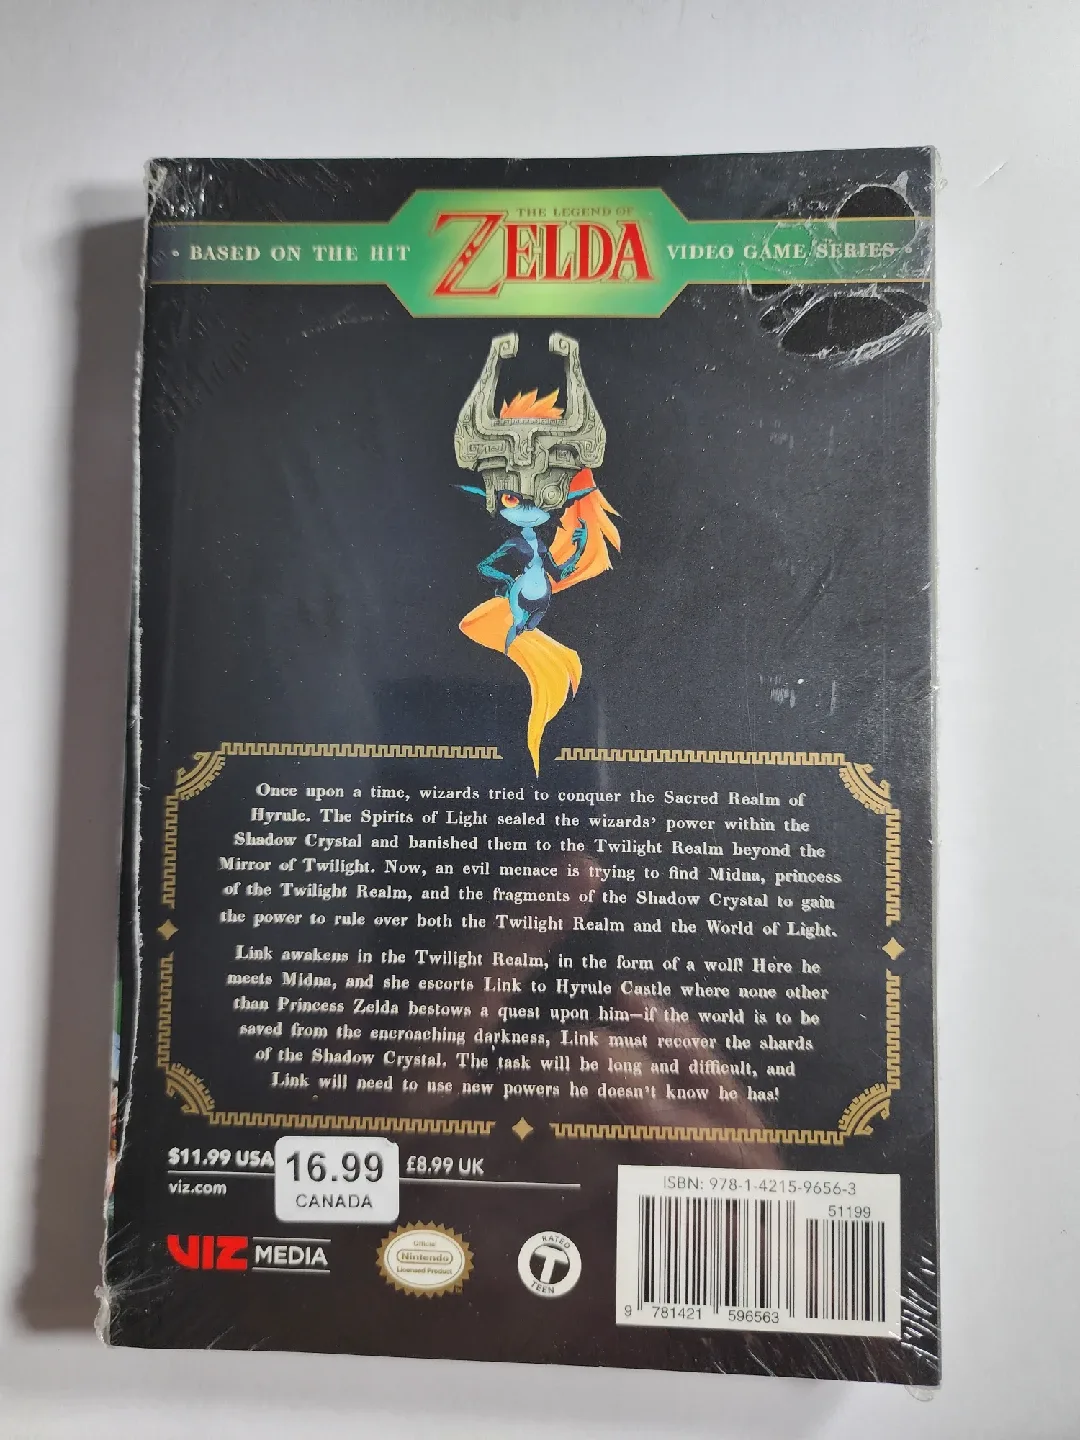 THE LEGEND OF
• BASED ON THE HIT ZELDA VIDEO GAME SERIES •
Once upon a time, wizards tried to conquer the Sacred Realm of
Hyrule. The Spirits of Light sealed the wizards' power within the
Shadow Crystal and banished them to the Twilight Realm beyond the
Mirror of Twilight. Now, an evil menace is trying to find Midna, princess
of the Twilight Realm, and the fragments of the Shadow Crystal to gain
the power to rule over both the Twilight Realm and the World of Light.
Link awakens in the Twilight Realm, in the form of a wolf! Here he
meets Midna, and she escorts Link to Hyrule Castle where none other
than Princess Zelda bestows a quest upon him—if the world is to be
saved from the encroaching darkness, Link must recover the shards
of the Shadow Crystal. The task will be long and difficult, and
Link will need to use new powers he doesn't know he has!
$11.99 USA 16.99 £8.99 UK
CANADA
viz.com
VIZ MEDIA
Official
Nintendo
Licensed Product
RATED
T
TEEN
ISBN: 978-1-4215-9656-3
51199
9 781421 596563